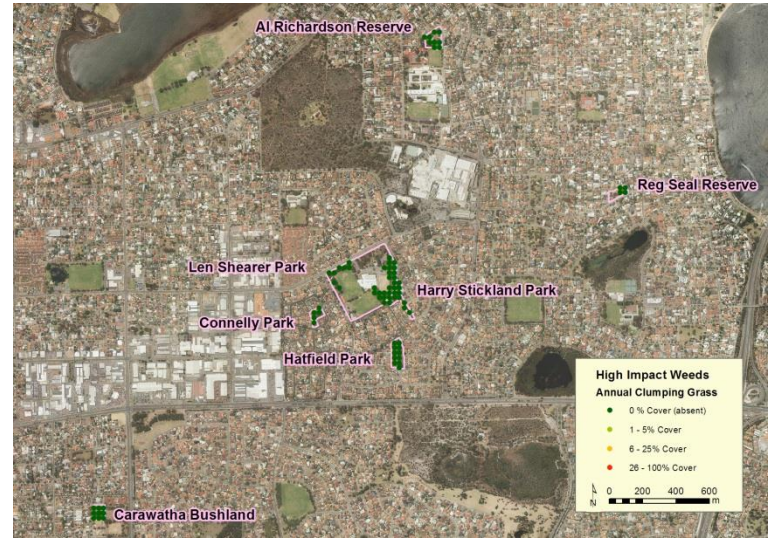 Al Richardson Reserve
Reg Seal Reserve
Len Shearer Park
Harry Stickland Park
Connelly Park
Hatfield Park
Carawatha Bushland
High Impact Weeds
Annual Clumping Grass
0 % Cover (absent)
1 - 5% Cover
6 - 25% Cover
26 - 100% Cover
N
0 200 400 600
m